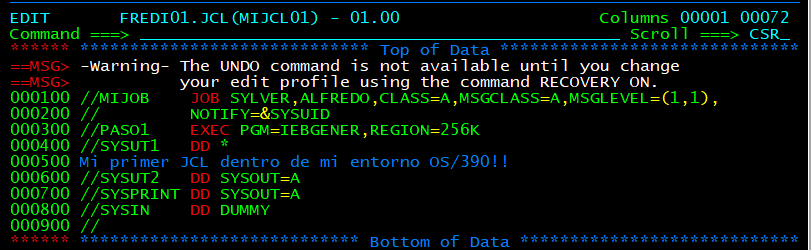 EDIT       FREDI01.JCL(MIJCL01) - 01.00                    Columns 00001 00072
Command ===> ____________________________________________ Scroll ===> CSR_
****** ***************************** Top of Data ******************************
==MSG> -Warning- The UNDO command is not available until you change
==MSG>           your edit profile using the command RECOVERY ON.
000100 //MIJOB    JOB SYLVER,ALFREDO,CLASS=A,MSGCLASS=A,MSGLEVEL=(1,1),
000200 //         NOTIFY=&SYSUID
000300 //PASO1    EXEC PGM=IEBGENER,REGION=256K
000400 //SYSUT1   DD *
000500 Mi primer JCL dentro de mi entorno OS/390!!
000600 //SYSUT2   DD SYSOUT=A
000700 //SYSPRINT DD SYSOUT=A
000800 //SYSIN    DD DUMMY
000900 //
****** **************************** Bottom of Data ****************************